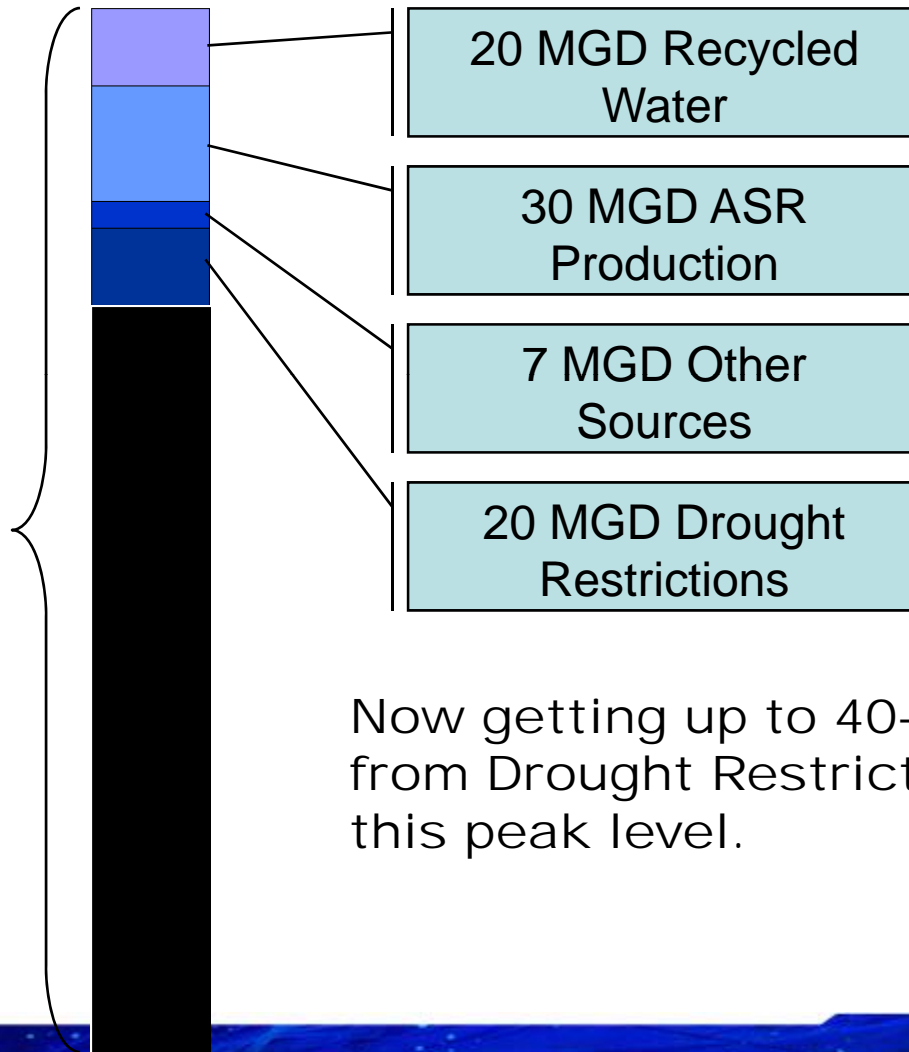 20 MGD Recycled
Water
30 MGD ASR
Production
7 MGD Other
Sources
20 MGD Drought
Restrictions
Now getting up to 40-
from Drought Restrict
this peak level.